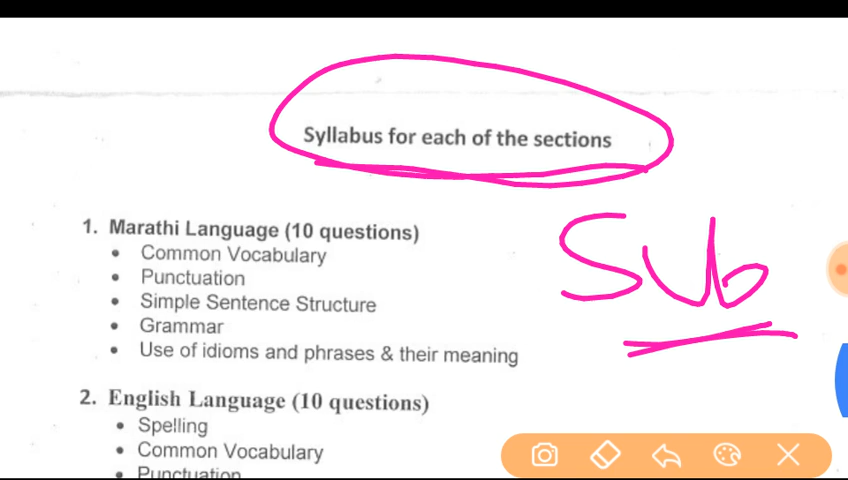 Syllabus for each of the sections
1. Marathi Language (10 questions)
• Common Vocabulary
• Punctuation
• Simple Sentence Structure
• Grammar
• Use of idioms and phrases & their meaning
Sub
2. English Language (10 questions)
• Spelling
• Common Vocabulary
• Punctuation